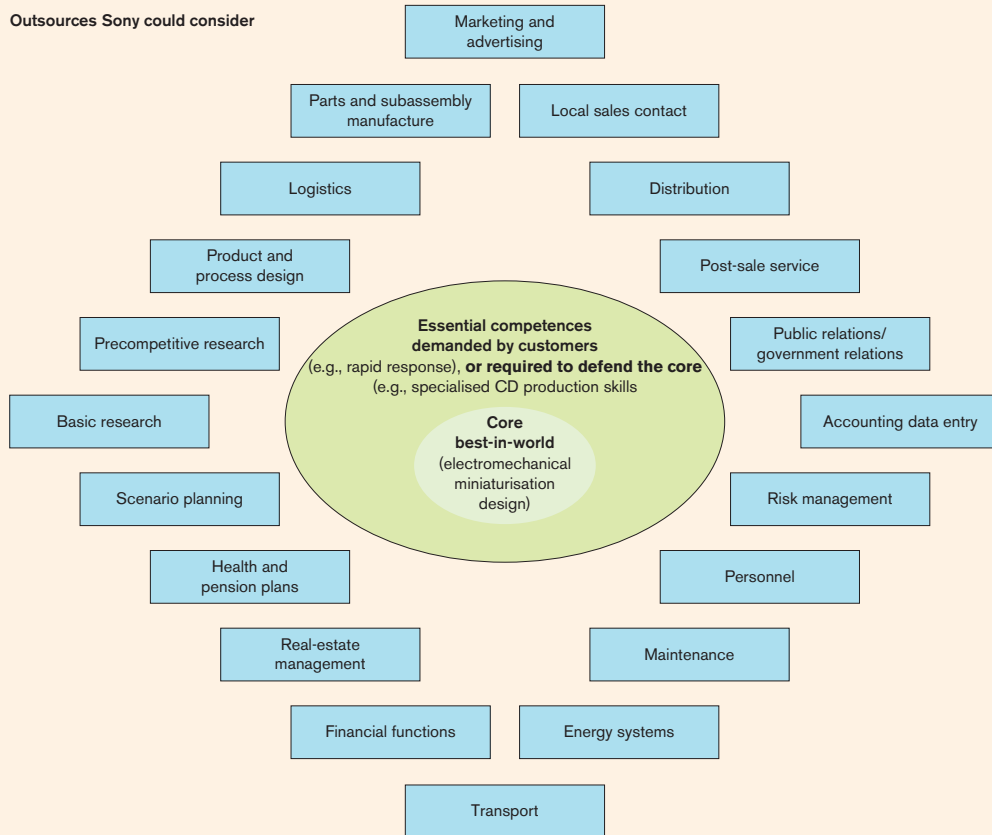 Outsources Sony could consider
Marketing and
advertising
Parts and subassembly
manufacture
Local sales contact
Logistics
Distribution
Product and
process design
Post-sale service
Essential competences
demanded by customers
(e.g., rapid response), or required to defend the core
(e.g., specialised CD production skills
Precompetitive research
Public relations/
government relations
Basic research
Core
best-in-world
(electromechanical
miniaturisation
design)
Accounting data entry
Scenario planning
Risk management
Health and
pension plans
Personnel
Real-estate
management
Maintenance
Financial functions
Energy systems
Transport